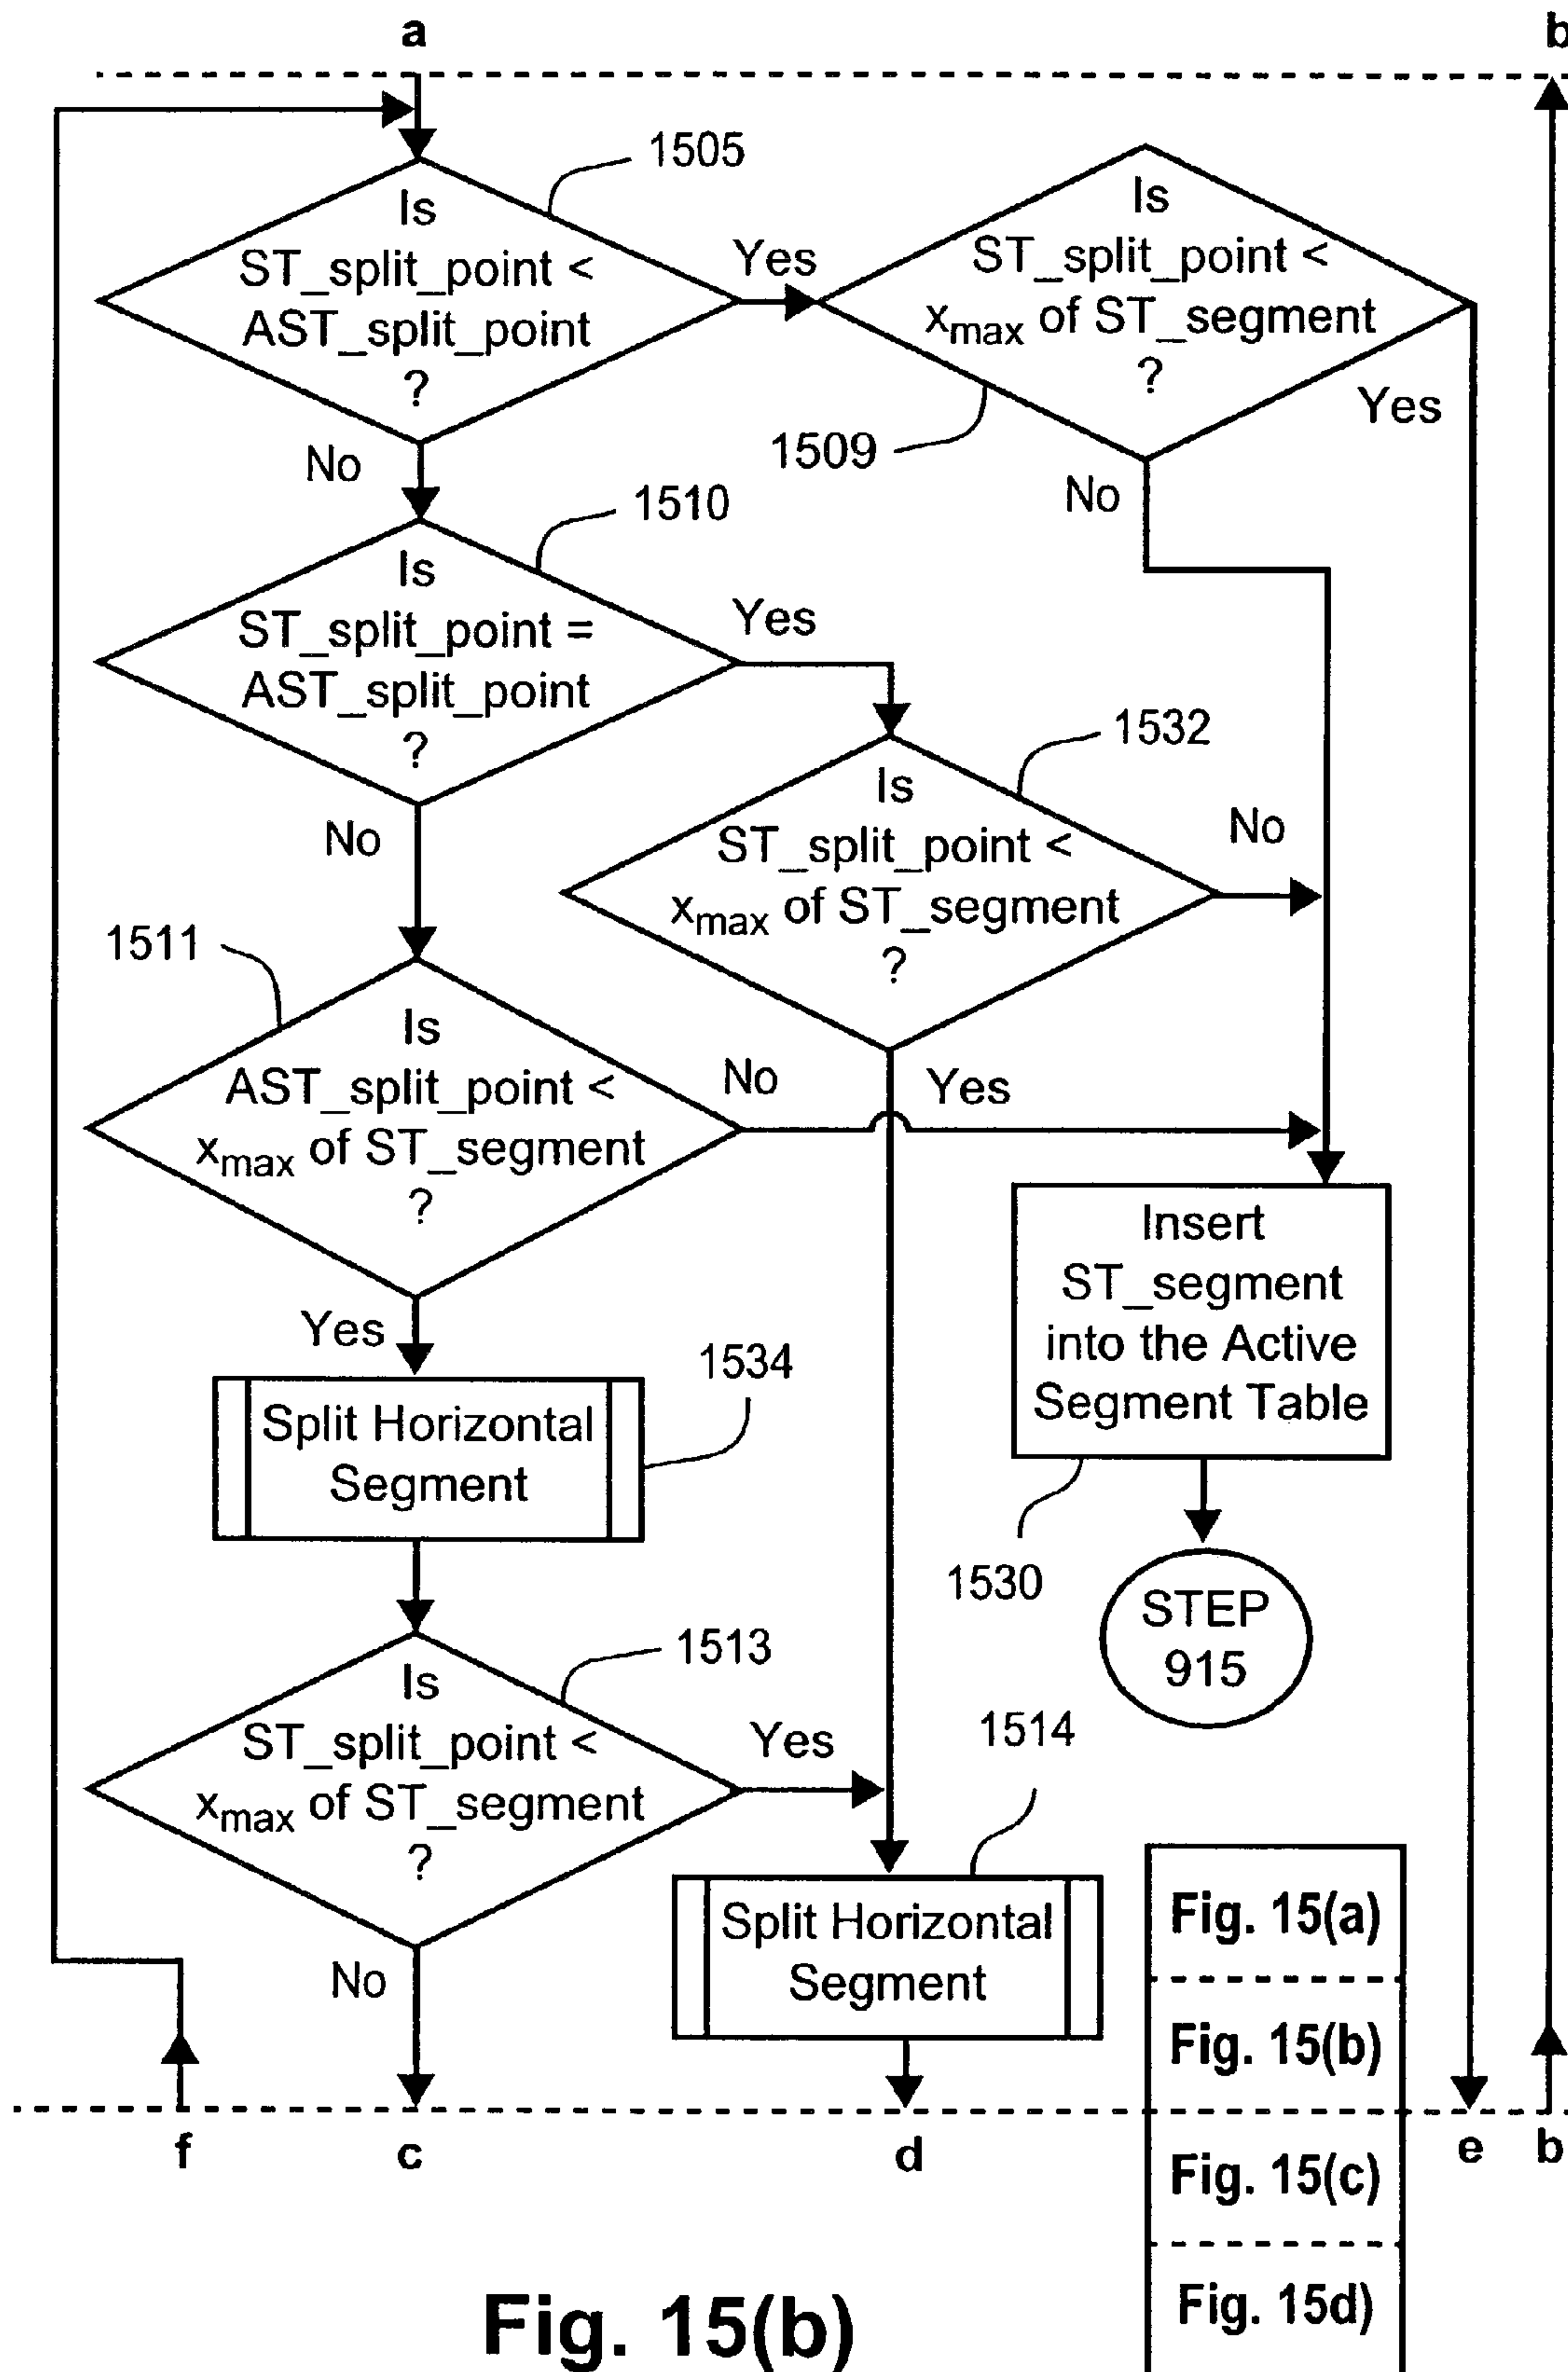 a
b
1505
Is
ST_split_point <
AST_split_point
?
Yes
Is
ST_split_point <
xmax of ST_segment
?
Yes
1509
No
No
1510
Is
ST_split_point =
AST_split_point
?
Yes
1532
Is
ST_split_point <
xmax of ST_segment
?
No
Yes
No
1511
Is
AST_split_point <
xmax of ST_segment
?
No
Yes
Insert
ST_segment
into the Active
Segment Table
1530
STEP
915
1534
Split Horizontal
Segment
1513
Is
ST_split_point <
xmax of ST_segment
?
Yes
1514
Split Horizontal
Segment
No
f
c
d
e
b
Fig. 15(a)
Fig. 15(b)
Fig. 15(c)
Fig. 15d)
Fig. 15(b)